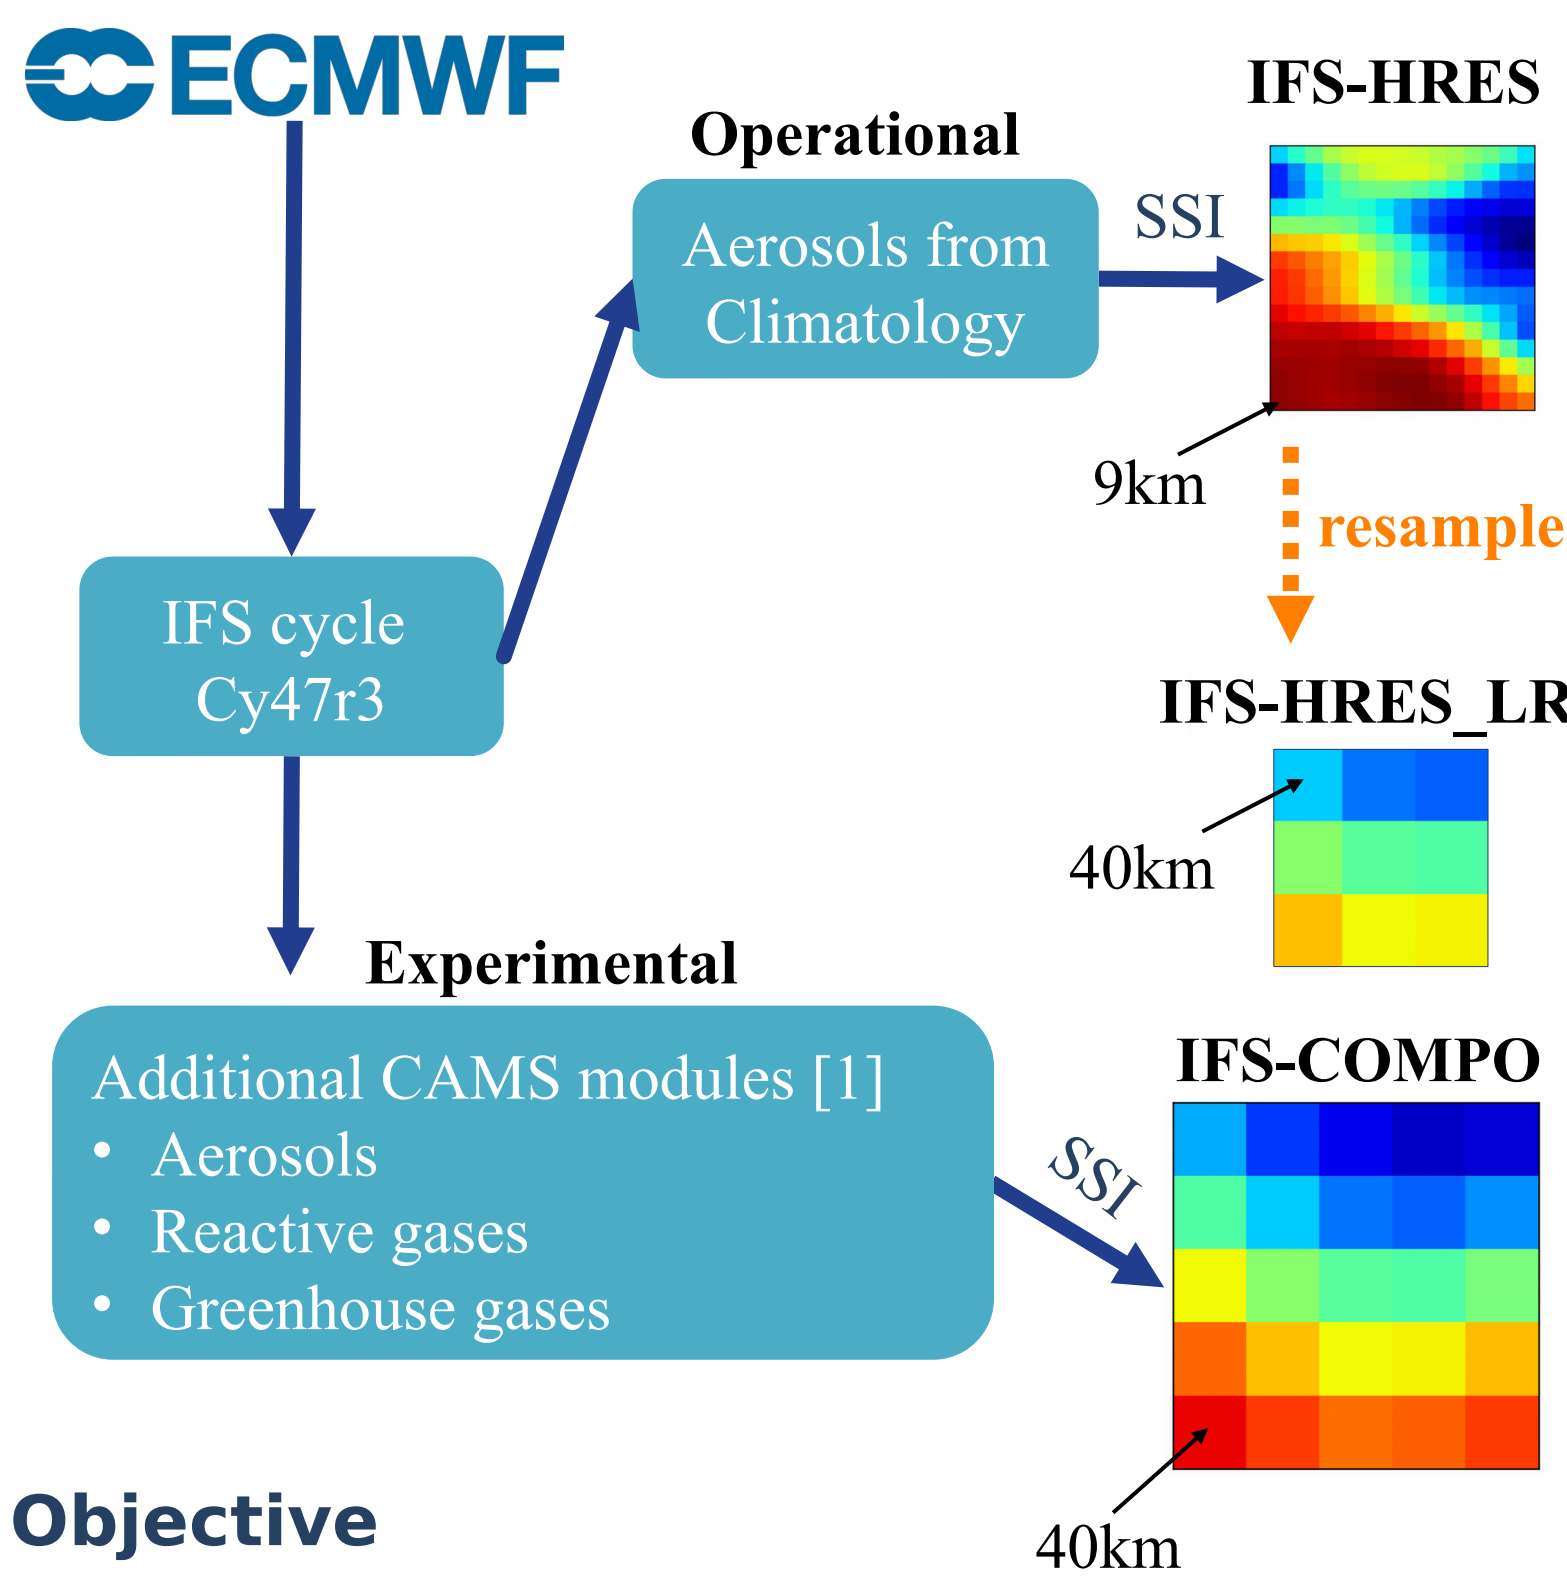 ECMWF
IFS-HRES
Operational
Aerosols from
Climatology
SSI
9km
resample
IFS cycle
Cy47r3
IFS-HRES_LR
40km
Experimental
Additional CAMS modules [1]
• Aerosols
• Reactive gases
• Greenhouse gases
SSI
IFS-COMPO
40km
Objective